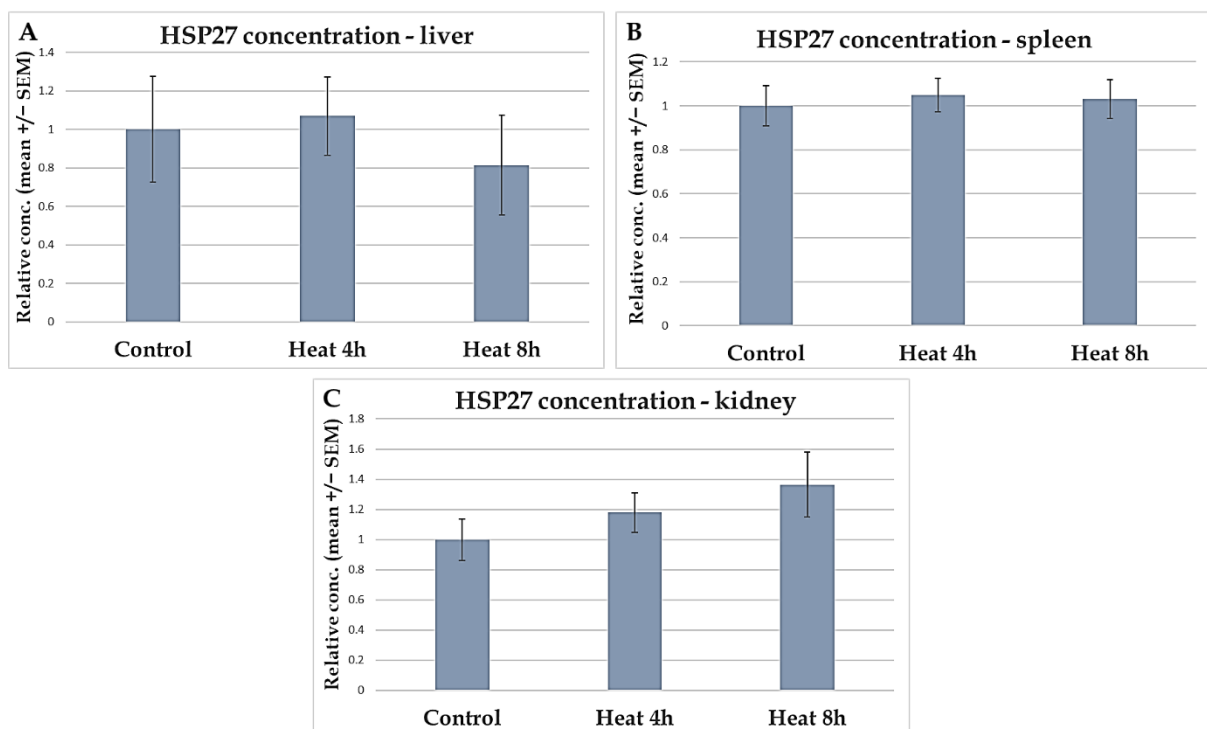 A
HSP27 concentration - liver
Relative conc. (mean +/− SEM)
1.4
1.2
1
0.8
0.6
0.4
0.2
0
Control Heat 4h Heat 8h
B
HSP27 concentration - spleen
Relative conc. (mean +/− SEM)
1.2
1
0.8
0.6
0.4
0.2
0
Control Heat 4h Heat 8h
C
HSP27 concentration - kidney
Relative conc. (mean +/− SEM)
1.8
1.6
1.4
1.2
1
0.8
0.6
0.4
0.2
0
Control Heat 4h Heat 8h